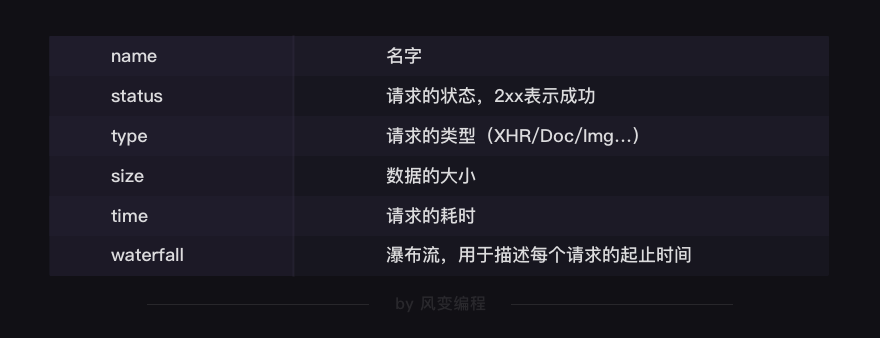 name 名字
status 请求的状态，2xx表示成功
type 请求的类型（XHR/Doc/Img...）
size 数据的大小
time 请求的耗时
waterfall 瀑布流，用于描述每个请求的起止时间
by 风变编程